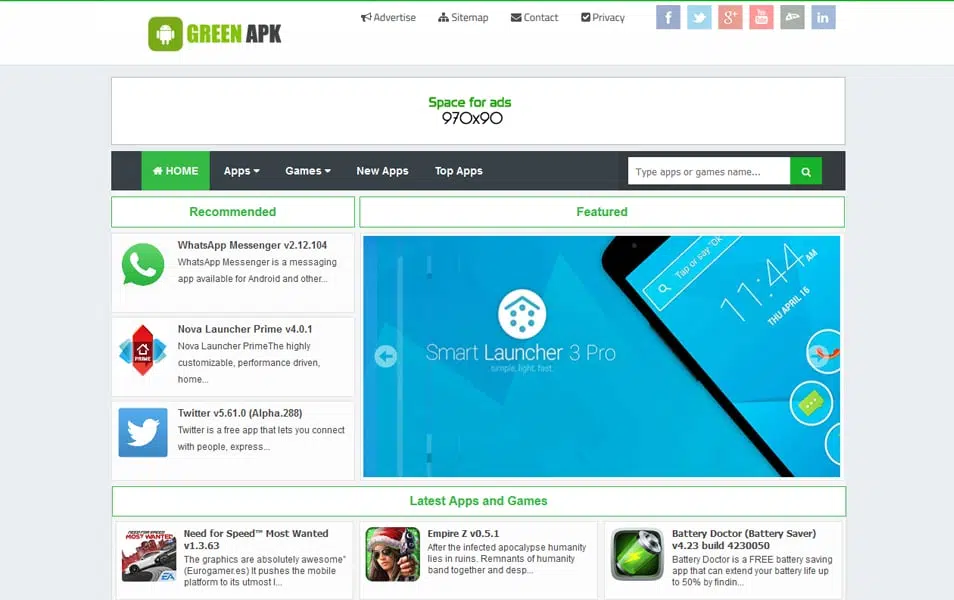 GREEN APK
Advertise
Sitemap
Contact
Privacy
Space for ads
970x90
HOME
Apps
Games
New Apps
Top Apps
Type apps or games name...
Recommended
Featured
WhatsApp Messenger v2.12.104
WhatsApp Messenger is a messaging
app available for Android and other...
Nova Launcher Prime v4.0.1
Nova Launcher PrimeThe highly
customizable, performance driven,
home...
PRIME
Twitter v5.61.0 (Alpha.288)
Twitter is a free app that lets you connect
with people, express...
Smart Launcher 3 Pro
simple, light, fast.
Tap or say "Ok
11:44 AM
THU APRIL 16
Latest Apps and Games
NEED FOR SPEED
MOST WANTED
EA
Need for Speed™ Most Wanted
v1.3.63
The graphics are absolutely awesome"
(Eurogamer.es) It pushes the mobile
platform to its utmost l...
Empire Z v0.5.1
After the infected apocalypse humanity
lies in ruins. Remnants of humanity
band together and desp...
Battery Doctor (Battery Saver)
v4.23 build 4230050
Battery Doctor is a FREE battery saving
app that can extend your battery life up
to 50% by findin...